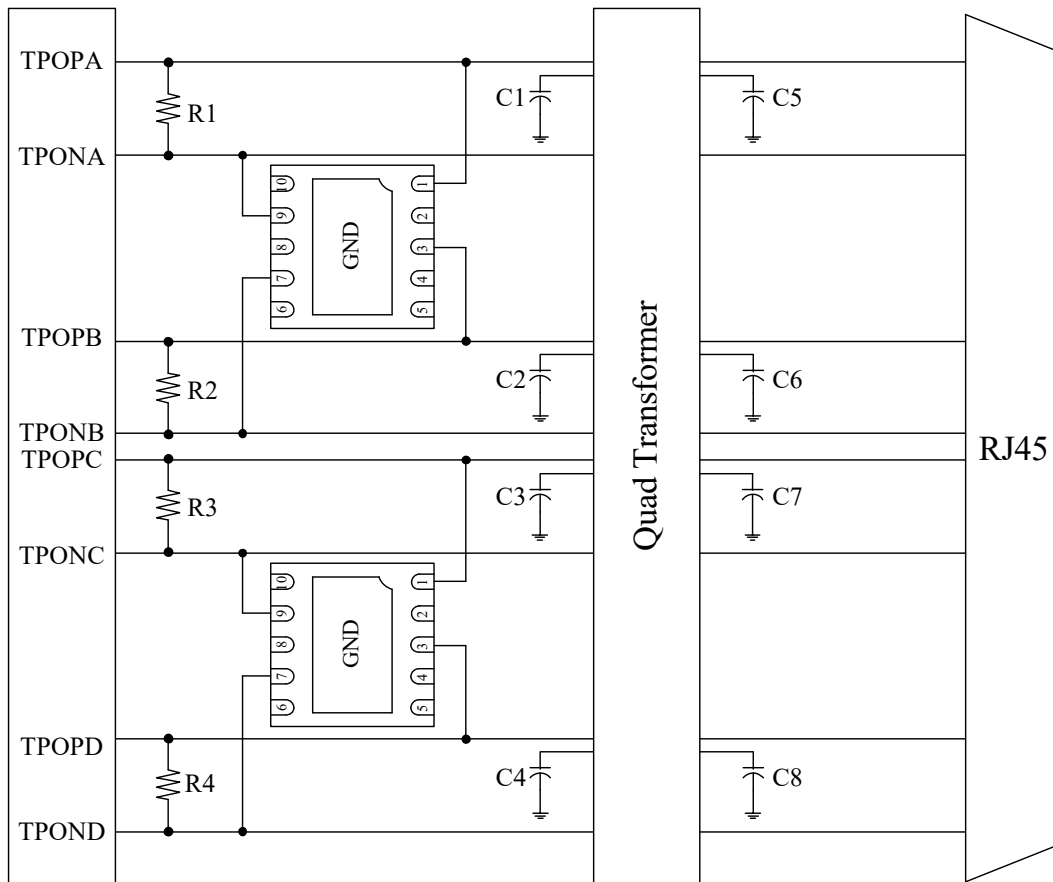 TPOPA
R1
C1
C5
TPONA
10
9
8
7
6
GND
1
2
3
4
5
TPOPB
R2
C2
C6
TPONB
TPOPC
R3
C3
C7
TPONC
10
9
8
7
6
GND
1
2
3
4
5
TPOPD
R4
C4
C8
TPOND
Quad Transformer
RJ45